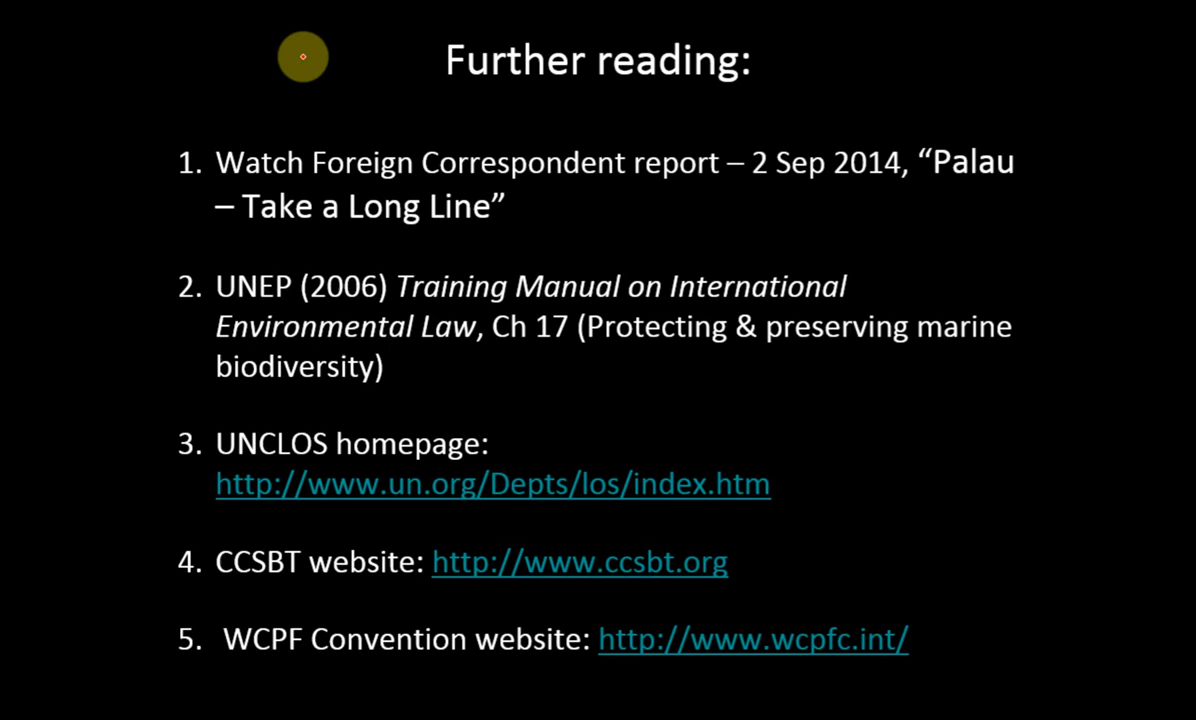 Further reading:
1. Watch Foreign Correspondent report – 2 Sep 2014, “Palau
– Take a Long Line”
2. UNEP (2006) Training Manual on International
Environmental Law, Ch 17 (Protecting & preserving marine
biodiversity)
3. UNCLOS homepage:
http://www.un.org/Depts/los/index.htm
4. CCSBT website: http://www.ccsbt.org
5. WCPF Convention website: http://www.wcpfc.int/